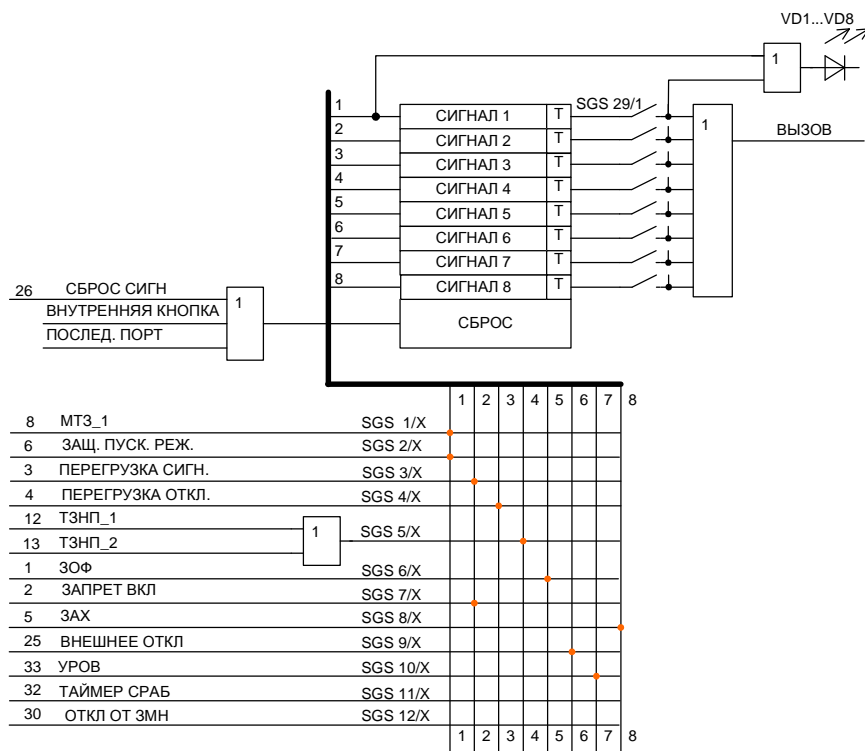 VD1...VD8
1
1
SGS 29/1
СИГНАЛ 1
T
1
ВЫЗОВ
2
СИГНАЛ 2
T
3
СИГНАЛ 3
T
4
СИГНАЛ 4
T
5
СИГНАЛ 5
T
6
СИГНАЛ 6
T
7
СИГНАЛ 7
T
8
СИГНАЛ 8
T
26 СБРОС СИГН
1
ВНУТРЕННЯЯ КНОПКА
ПОСЛЕД. ПОРТ
СБРОС
1 2 3 4 5 6 7 8
8 МТЗ_1 SGS 1/X
6 ЗАЩ. ПУСК. РЕЖ. SGS 2/X
3 ПЕРЕГРУЗКА СИГН. SGS 3/X
4 ПЕРЕГРУЗКА ОТКЛ. SGS 4/X
12 ТЗНП_1
1
SGS 5/X
13 ТЗНП_2
1 ЗОФ SGS 6/X
2 ЗАПРЕТ ВКЛ SGS 7/X
5 ЗАХ SGS 8/X
25 ВНЕШНЕЕ ОТКЛ SGS 9/X
33 УРОВ SGS 10/X
32 ТАЙМЕР СРАБ SGS 11/X
30 ОТКЛ ОТ ЗМН SGS 12/X
1 2 3 4 5 6 7 8